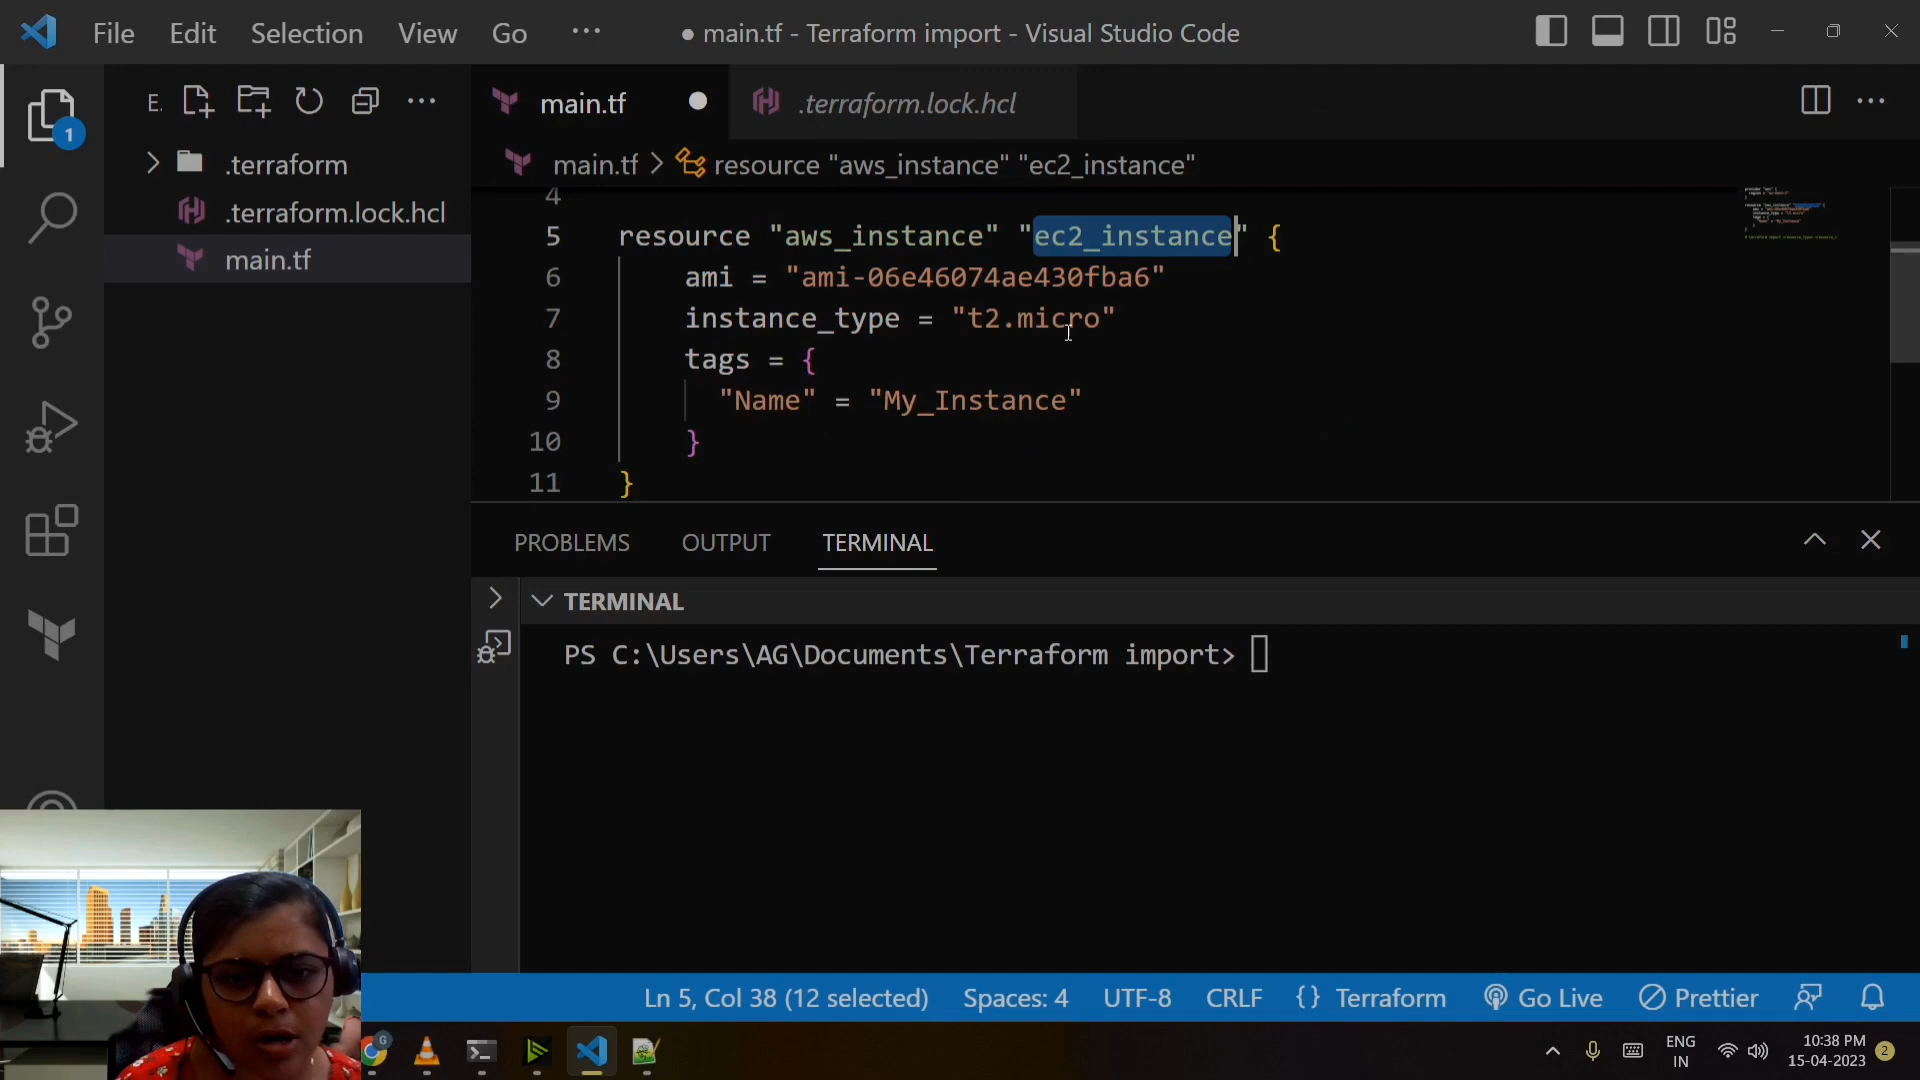 File Edit Selection View Go ··· ● main.tf - Terraform import - Visual Studio Code
E.
main.tf ●
.terraform.lock.hcl
1
.terraform
.terraform.lock.hcl
main.tf
main.tf > resource "aws_instance" "ec2_instance"
4
5 resource "aws_instance" "ec2_instance" {
6 ami = "ami-06e46074ae430fba6"
7 instance_type = "t2.micro"
8 tags = {
9 "Name" = "My_Instance"
10 }
11 }
PROBLEMS OUTPUT TERMINAL
TERMINAL
PS C:\Users\AG\Documents\Terraform import>
Ln 5, Col 38 (12 selected) Spaces: 4 UTF-8 CRLF {} Terraform Go Live Prettier
G
ENG
IN
10:38 PM
15-04-2023
2